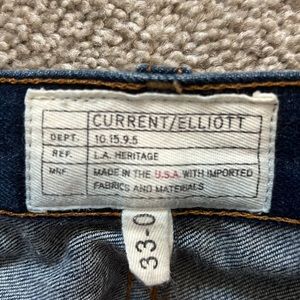 CURRENT/ELLIOTT
DEPT. 10.15.9.5
REF. L.A. HERITAGE
MNF. MADE IN THE U.S.A. WITH IMPORTED
FABRICS AND MATERIALS
33-0